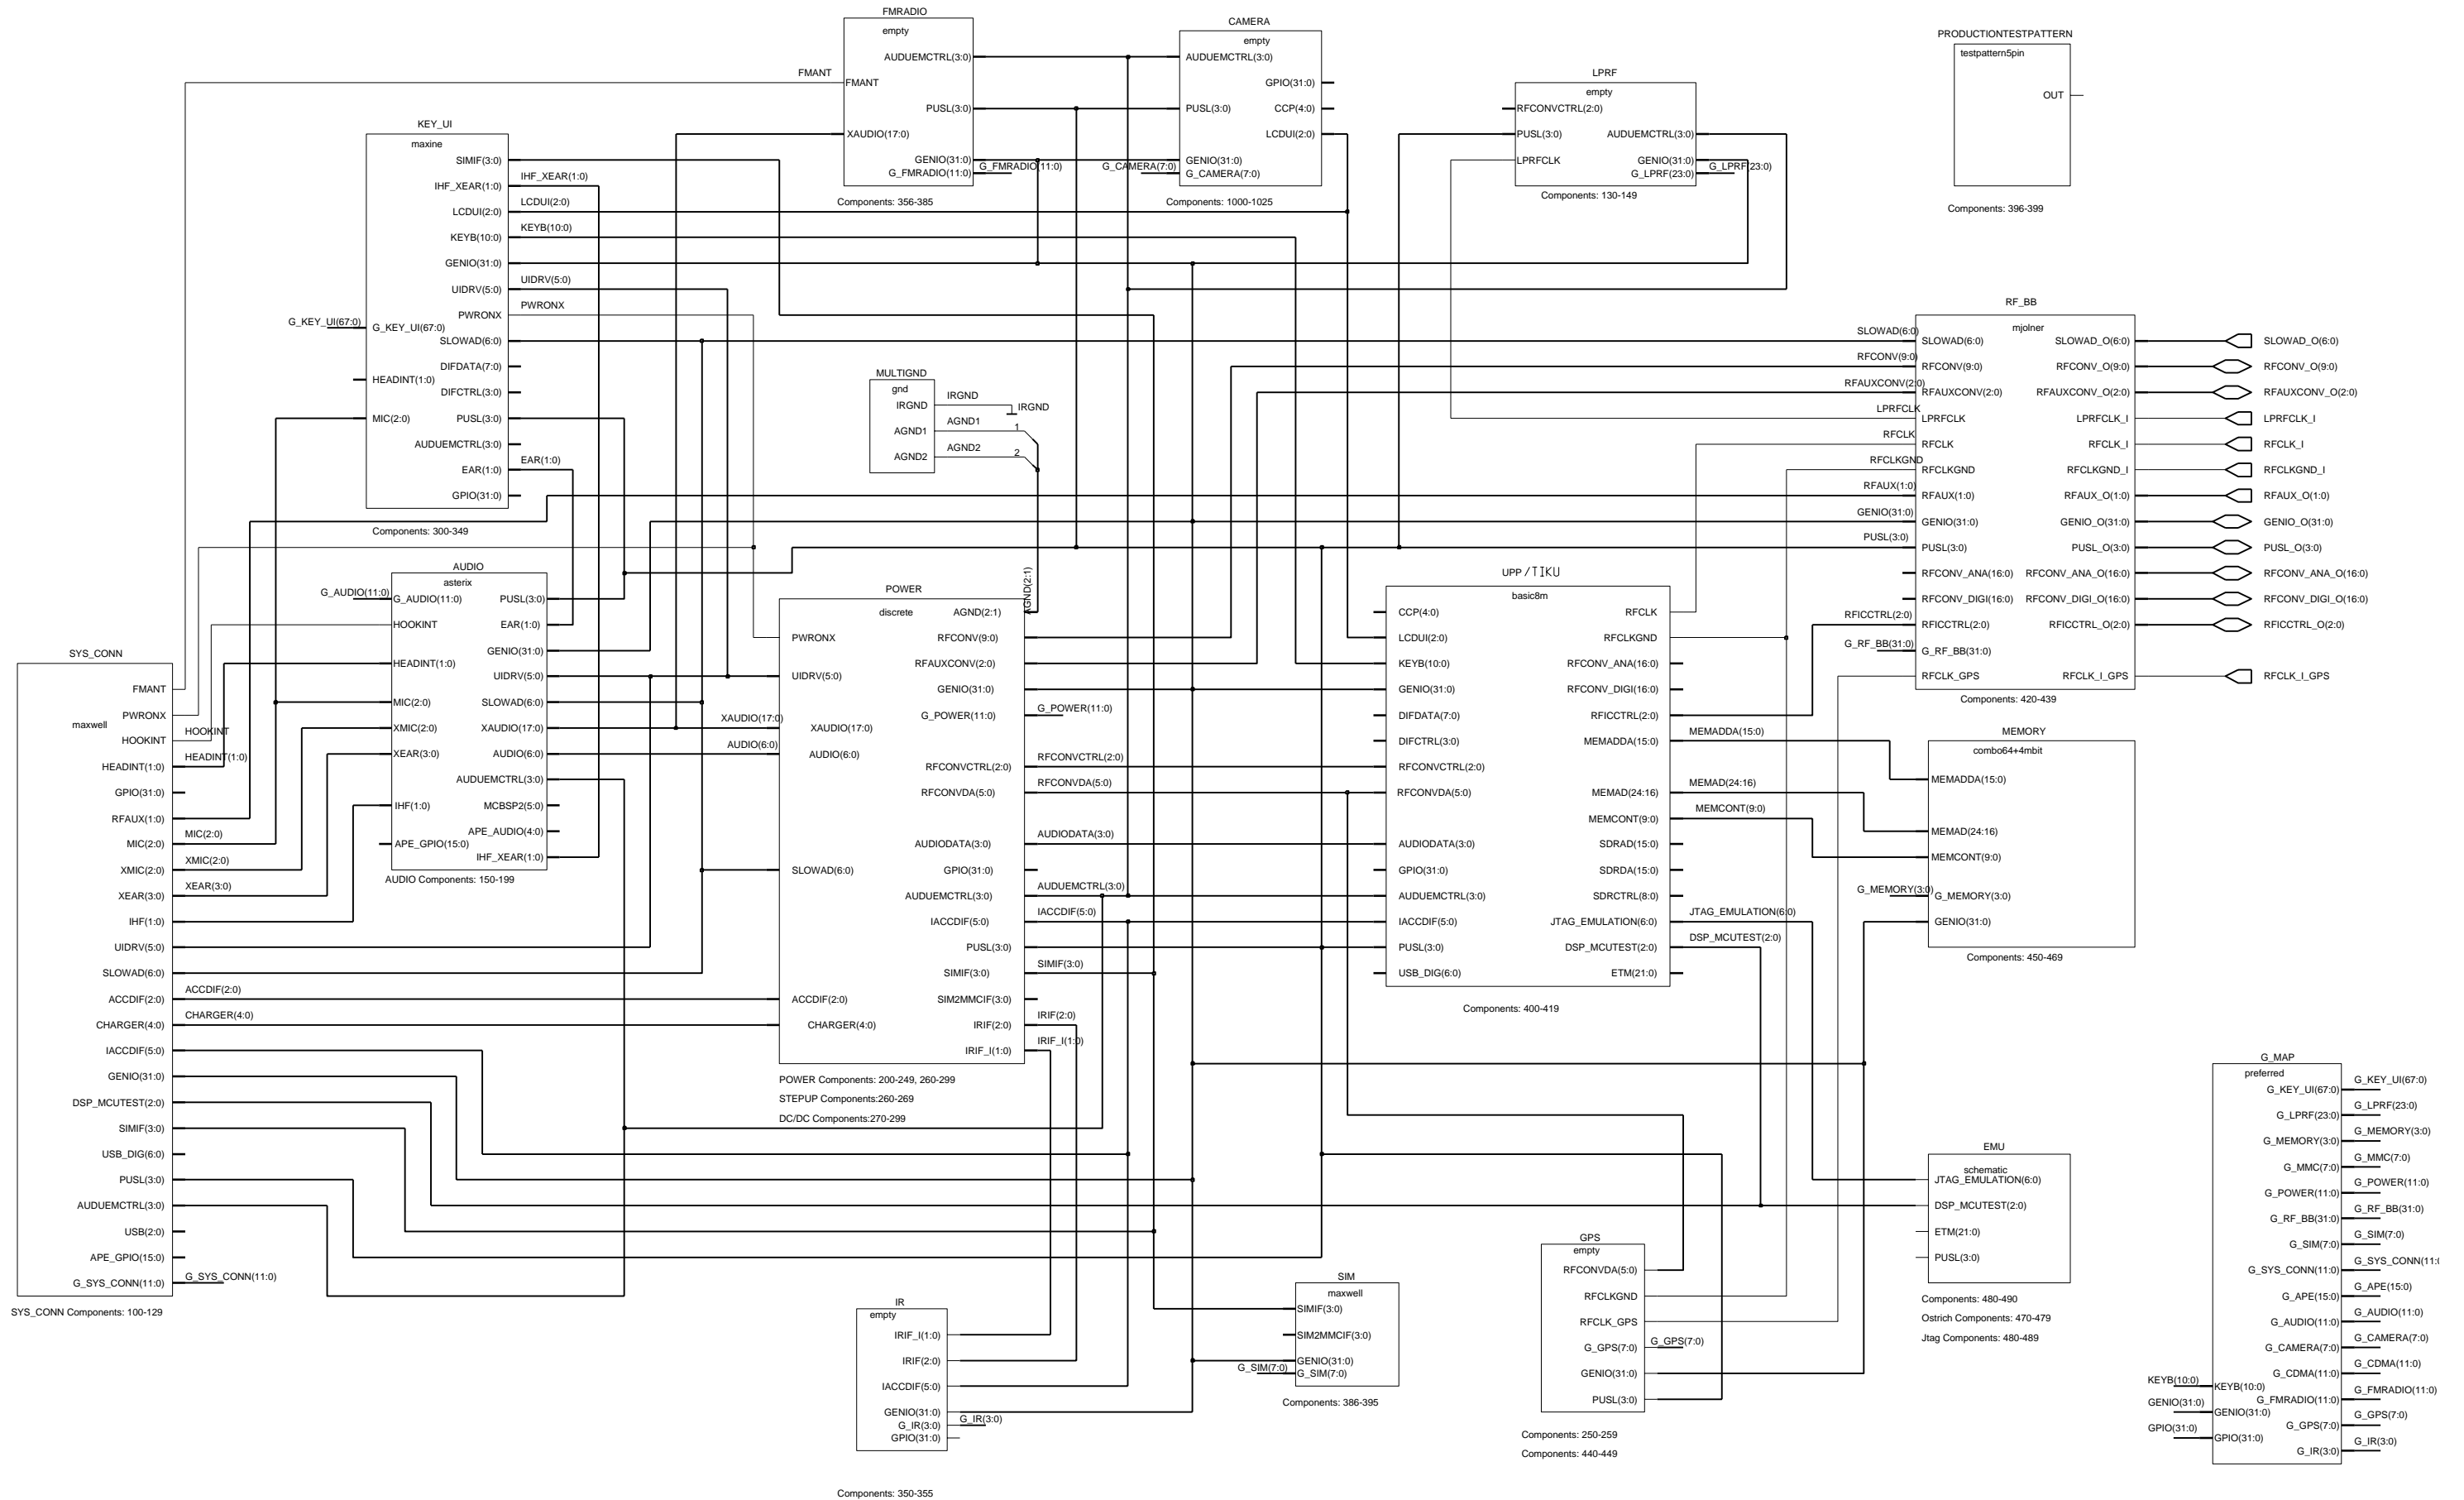 FMRADIO
empty
AUDUEMCTRL(3:0)
FMANT
FMANT
PUSL(3:0)
XAUDIO(17:0)
GENIO(31:0)
G_FMRADIO(11:0)
G_FMRADIO(11:0)
Components: 356-385
CAMERA
empty
AUDUEMCTRL(3:0)
GPIO(31:0)
PUSL(3:0)
CCP(4:0)
LCDUI(2:0)
GENIO(31:0)
G_CAMERA(7:0)
G_CAMERA(7:0)
Components: 1000-1025
LPRF
empty
RFCONVCTRL(2:0)
PUSL(3:0)
AUDUEMCTRL(3:0)
LPRFCLK
GENIO(31:0)
G_LPRF(23:0)
G_LPRF(23:0)
Components: 130-149
PRODUCTIONTESTPATTERN
testpattern5pin
OUT
Components: 396-399
KEY_UI
maxine
SIMIF(3:0)
IHF_XEAR(1:0)
IHF_XEAR(1:0)
LCDUI(2:0)
LCDUI(2:0)
KEYB(10:0)
KEYB(10:0)
GENIO(31:0)
UIDRV(5:0)
UIDRV(5:0)
PWRONX
PWRONX
G_KEY_UI(67:0)
G_KEY_UI(67:0)
SLOWAD(6:0)
DIFDATA(7:0)
HEADINT(1:0)
DIFCTRL(3:0)
MIC(2:0)
PUSL(3:0)
AUDUEMCTRL(3:0)
EAR(1:0)
EAR(1:0)
GPIO(31:0)
Components: 300-349
MULTIGND
gnd
IRGND
IRGND
IRGND
AGND1
AGND1
1
AGND2
AGND2
2
AGND(2:1)
RF_BB
mjolner
SLOWAD(6:0)
SLOWAD(6:0)
SLOWAD_O(6:0)
SLOWAD_O(6:0)
RFCONV(9:0)
RFCONV(9:0)
RFCONV_O(9:0)
RFCONV_O(9:0)
RFAUXCONV(2:0)
RFAUXCONV(2:0)
RFAUXCONV_O(2:0)
RFAUXCONV_O(2:0)
LPRFCLK
LPRFCLK
LPRFCLK_I
LPRFCLK_I
RFCLK
RFCLK
RFCLK_I
RFCLK_I
RFCLKGND
RFCLKGND
RFCLKGND_I
RFCLKGND_I
RFAUX(1:0)
RFAUX(1:0)
RFAUX_O(1:0)
RFAUX_O(1:0)
GENIO(31:0)
GENIO(31:0)
GENIO_O(31:0)
GENIO_O(31:0)
PUSL(3:0)
PUSL(3:0)
PUSL_O(3:0)
PUSL_O(3:0)
RFCONV_ANA(16:0)
RFCONV_ANA_O(16:0)
RFCONV_ANA_O(16:0)
RFCONV_DIGI(16:0)
RFCONV_DIGI_O(16:0)
RFCONV_DIGI_O(16:0)
RFICCTRL(2:0)
RFICCTRL(2:0)
RFICCTRL_O(2:0)
RFICCTRL_O(2:0)
G_RF_BB(31:0)
G_RF_BB(31:0)
RFCLK_GPS
RFCLK_I_GPS
RFCLK_I_GPS
Components: 420-439
AUDIO
asterix
G_AUDIO(11:0)
G_AUDIO(11:0)
PUSL(3:0)
HOOKINT
EAR(1:0)
GENIO(31:0)
HEADINT(1:0)
UIDRV(5:0)
MIC(2:0)
SLOWAD(6:0)
XMIC(2:0)
XAUDIO(17:0)
XEAR(3:0)
AUDIO(6:0)
AUDUEMCTRL(3:0)
IHF(1:0)
MCBSP2(5:0)
APE_AUDIO(4:0)
APE_GPIO(15:0)
IHF_XEAR(1:0)
AUDIO Components: 150-199
POWER
discrete
AGND(2:1)
PWRONX
RFCONV(9:0)
RFAUXCONV(2:0)
UIDRV(5:0)
GENIO(31:0)
G_POWER(11:0)
G_POWER(11:0)
XAUDIO(17:0)
XAUDIO(17:0)
AUDIO(6:0)
AUDIO(6:0)
RFCONVCTRL(2:0)
RFCONVCTRL(2:0)
RFCONVDA(5:0)
RFCONVDA(5:0)
AUDIODATA(3:0)
AUDIODATA(3:0)
SLOWAD(6:0)
GPIO(31:0)
AUDUEMCTRL(3:0)
AUDUEMCTRL(3:0)
IACCDIF(5:0)
IACCDIF(5:0)
PUSL(3:0)
SIMIF(3:0)
SIMIF(3:0)
ACCDIF(2:0)
SIM2MMCIF(3:0)
CHARGER(4:0)
IRIF(2:0)
IRIF(2:0)
IRIF_I(1:0)
IRIF_I(1:0)
POWER Components: 200-249, 260-299
STEPUP Components:260-269
DC/DC Components:270-299
UPP /TIKU
basic8m
CCP(4:0)
RFCLK
LCDUI(2:0)
RFCLKGND
KEYB(10:0)
RFCONV_ANA(16:0)
GENIO(31:0)
RFCONV_DIGI(16:0)
DIFDATA(7:0)
RFICCTRL(2:0)
DIFCTRL(3:0)
MEMADDA(15:0)
MEMADDA(15:0)
RFCONVCTRL(2:0)
RFCONVDA(5:0)
MEMAD(24:16)
MEMAD(24:16)
MEMCONT(9:0)
MEMCONT(9:0)
AUDIODATA(3:0)
SDRAD(15:0)
GPIO(31:0)
SDRDA(15:0)
AUDUEMCTRL(3:0)
SDRCTRL(8:0)
IACCDIF(5:0)
JTAG_EMULATION(6:0)
JTAG_EMULATION(6:0)
PUSL(3:0)
DSP_MCUTEST(2:0)
DSP_MCUTEST(2:0)
USB_DIG(6:0)
ETM(21:0)
Components: 400-419
MEMORY
combo64+4mbit
MEMADDA(15:0)
MEMAD(24:16)
MEMCONT(9:0)
G_MEMORY(3:0)
G_MEMORY(3:0)
GENIO(31:0)
Components: 450-469
SYS_CONN
maxwell
FMANT
PWRONX
HOOKINT
HOOKINT
HEADINT(1:0)
HEADINT(1:0)
GPIO(31:0)
RFAUX(1:0)
MIC(2:0)
MIC(2:0)
XMIC(2:0)
XMIC(2:0)
XEAR(3:0)
XEAR(3:0)
IHF(1:0)
UIDRV(5:0)
SLOWAD(6:0)
ACCDIF(2:0)
ACCDIF(2:0)
CHARGER(4:0)
CHARGER(4:0)
IACCDIF(5:0)
GENIO(31:0)
DSP_MCUTEST(2:0)
SIMIF(3:0)
USB_DIG(6:0)
PUSL(3:0)
AUDUEMCTRL(3:0)
USB(2:0)
APE_GPIO(15:0)
G_SYS_CONN(11:0)
G_SYS_CONN(11:0)
SYS_CONN Components: 100-129
IR
empty
IRIF_I(1:0)
IRIF(2:0)
IACCDIF(5:0)
GENIO(31:0)
G_IR(3:0)
G_IR(3:0)
GPIO(31:0)
Components: 350-355
SIM
maxwell
SIMIF(3:0)
SIM2MMCIF(3:0)
GENIO(31:0)
G_SIM(7:0)
G_SIM(7:0)
Components: 386-395
GPS
empty
RFCONVDA(5:0)
RFCLKGND
RFCLK_GPS
G_GPS(7:0)
G_GPS(7:0)
GENIO(31:0)
PUSL(3:0)
Components: 250-259
Components: 440-449
EMU
schematic
JTAG_EMULATION(6:0)
DSP_MCUTEST(2:0)
ETM(21:0)
PUSL(3:0)
Components: 480-490
Ostrich Components: 470-479
Jtag Components: 480-489
G_MAP
preferred
G_KEY_UI(67:0)
G_KEY_UI(67:0)
G_LPRF(23:0)
G_LPRF(23:0)
G_MEMORY(3:0)
G_MEMORY(3:0)
G_MMC(7:0)
G_MMC(7:0)
G_POWER(11:0)
G_POWER(11:0)
G_RF_BB(31:0)
G_RF_BB(31:0)
G_SIM(7:0)
G_SIM(7:0)
G_SYS_CONN(11:0)
G_SYS_CONN(11:0
G_APE(15:0)
G_APE(15:0)
G_AUDIO(11:0)
G_AUDIO(11:0)
G_CAMERA(7:0)
G_CAMERA(7:0)
G_CDMA(11:0)
G_CDMA(11:0)
KEYB(10:0)
KEYB(10:0)
G_FMRADIO(11:0)
G_FMRADIO(11:0)
GENIO(31:0)
GENIO(31:0)
G_GPS(7:0)
G_GPS(7:0)
GPIO(31:0)
GPIO(31:0)
G_IR(3:0)
G_IR(3:0)